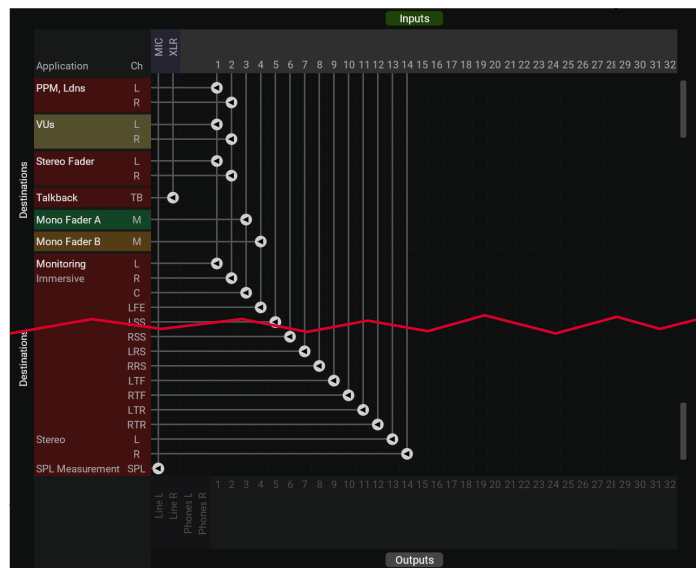 Inputs
MIC
XLR
Application Ch 1 2 3 4 5 6 7 8 9 10 11 12 13 14 15 16 17 18 19 20 21 22 23 24 25 26 27 28 29 30 31 32
PPM, Ldns L
R
VUs L
R
Stereo Fader L
R
Destinations
Talkback TB
Mono Fader A M
Mono Fader B M
Monitoring L
Immersive R
C
LFE
LSS
RSS
Destinations
LRS
RRS
LTF
RTF
LTR
RTR
Stereo L
R
SPL Measurement SPL
1 2 3 4 5 6 7 8 9 10 11 12 13 14 15 16 17 18 19 20 21 22 23 24 25 26 27 28 29 30 31 32
Line L
Line R
Phones L
Phones R
Outputs